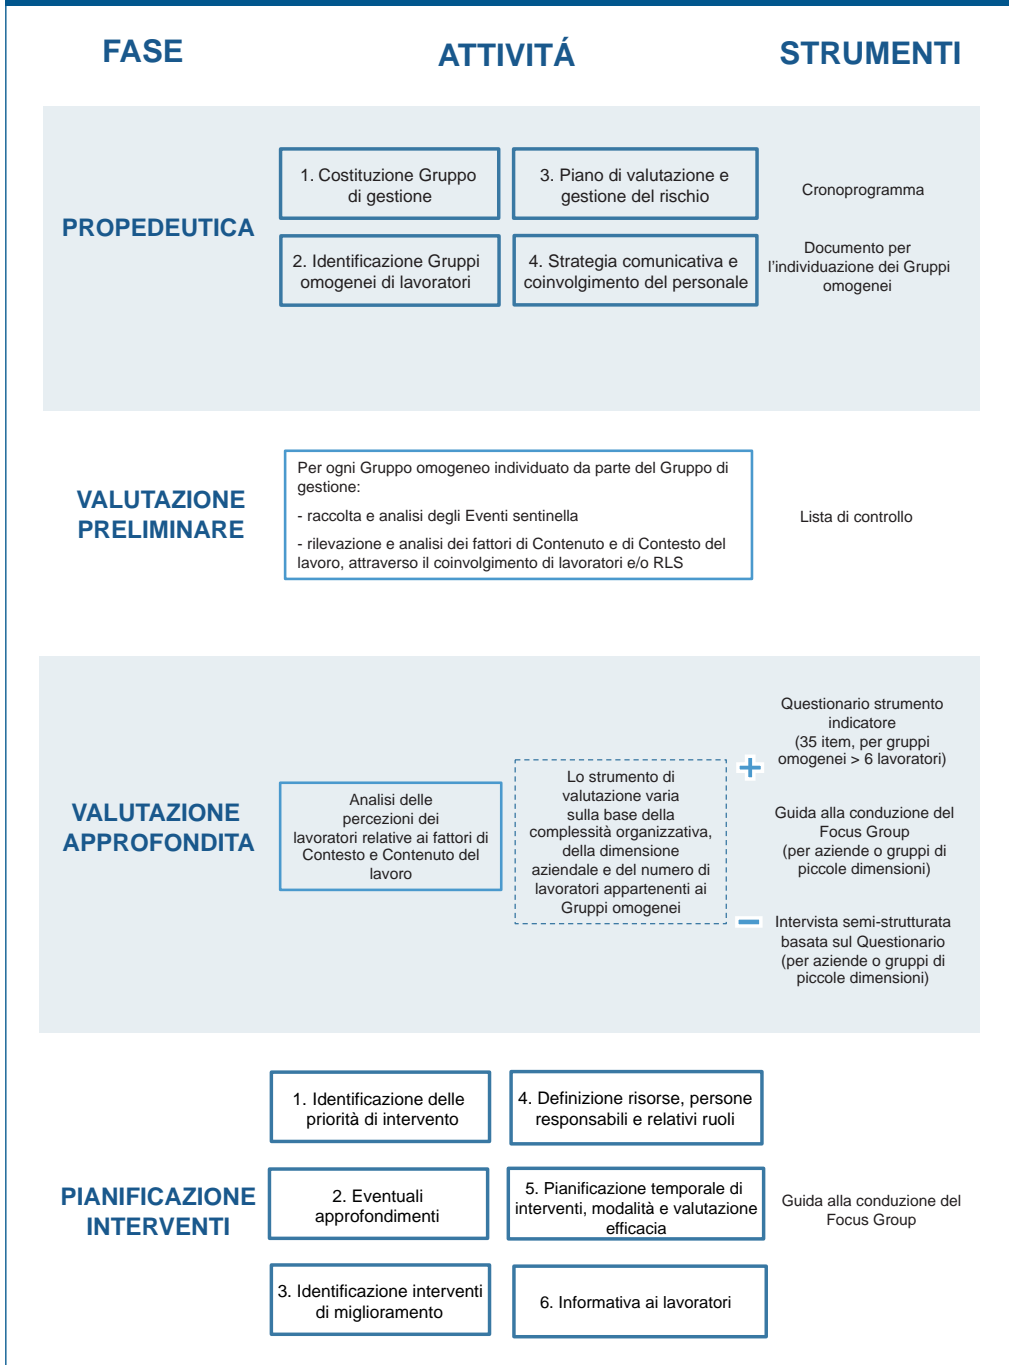 FASE
ATTIVITÁ
STRUMENTI
PROPEDEUTICA
1. Costituzione Gruppo
di gestione
3. Piano di valutazione e
gestione del rischio
2. Identificazione Gruppi
omogenei di lavoratori
4. Strategia comunicativa e
coinvolgimento del personale
Cronoprogramma
Documento per
l'individuazione dei Gruppi
omogenei
VALUTAZIONE
PRELIMINARE
Per ogni Gruppo omogeneo individuato da parte del Gruppo di
gestione:
- raccolta e analisi degli Eventi sentinella
- rilevazione e analisi dei fattori di Contenuto e di Contesto del
lavoro, attraverso il coinvolgimento di lavoratori e/o RLS
Lista di controllo
VALUTAZIONE
APPROFONDITA
Analisi delle
percezioni dei
lavoratori relative ai fattori di
Contesto e Contenuto del
lavoro
Lo strumento di
valutazione varia
sulla base della
complessità organizzativa,
della dimensione
aziendale e del numero di
lavoratori appartenenti ai
Gruppi omogenei
+
Questionario strumento
indicatore
(35 item, per gruppi
omogenei > 6 lavoratori)
Guida alla conduzione del
Focus Group
(per aziende o gruppi di
piccole dimensioni)
–
Intervista semi-strutturata
basata sul Questionario
(per aziende o gruppi di
piccole dimensioni)
PIANIFICAZIONE
INTERVENTI
1. Identificazione delle
priorità di intervento
4. Definizione risorse, persone
responsabili e relativi ruoli
2. Eventuali
approfondimenti
5. Pianificazione temporale di
interventi, modalità e valutazione
efficacia
3. Identificazione interventi
di miglioramento
6. Informativa ai lavoratori
Guida alla conduzione del
Focus Group